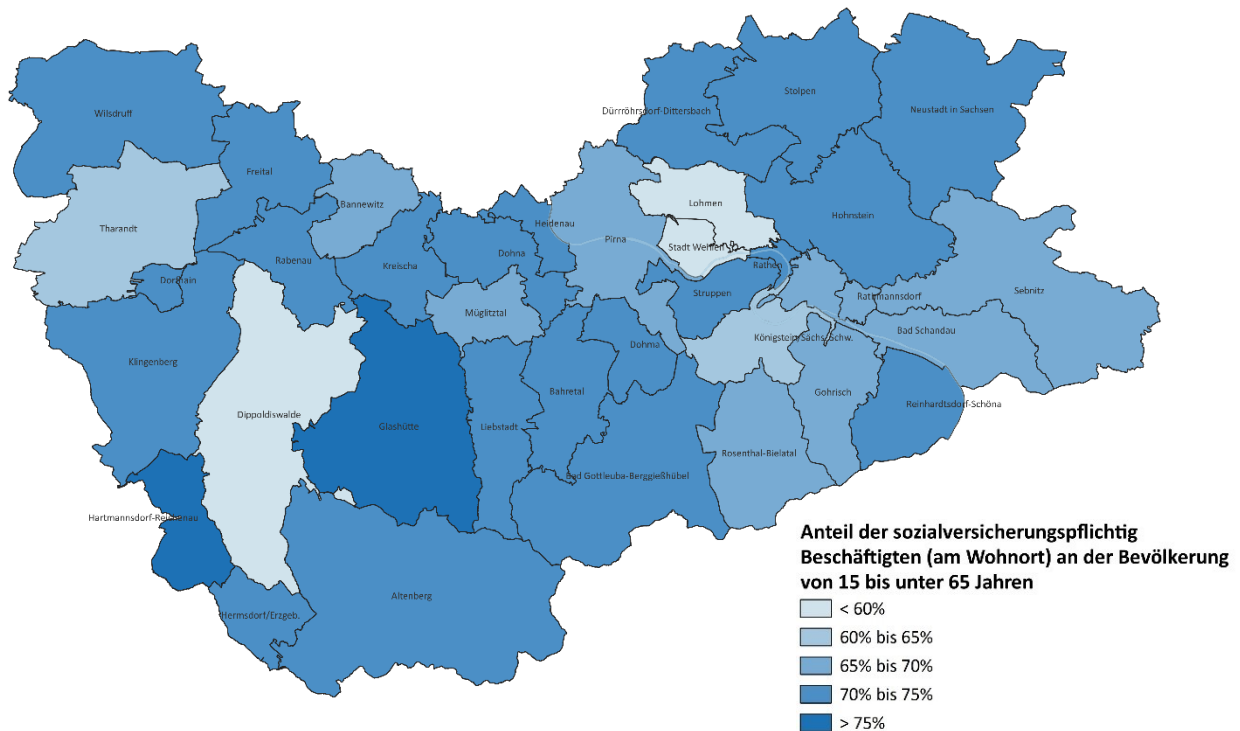 Wilsdruff
Dürrröhrsdorf-Dittersbach
Stolpen
Neustadt in Sachsen
Freital
Bannewitz
Tharandt
Lohmen
Hohnstein
Heidenau
Pirna
Stadt Wehlen
Dohna
Kreischa
Rabenau
Dorfhain
Rathen
Struppen
Rathmannsdorf
Sebnitz
Müglitztal
Bad Schandau
Königstein/Sächs. Schw.
Dohma
Klingenberg
Bahretal
Gohrisch
Reinhardtsdorf-Schöna
Dippoldiswalde
Glashütte
Liebstadt
Rosenthal-Bielatal
Bad Gottleuba-Berggießhübel
Hartmannsdorf-Reichenau
Altenberg
Hermsdorf/Erzgeb.
Anteil der sozialversicherungspflichtig
Beschäftigten (am Wohnort) an der Bevölkerung
von 15 bis unter 65 Jahren
< 60%
60% bis 65%
65% bis 70%
70% bis 75%
> 75%